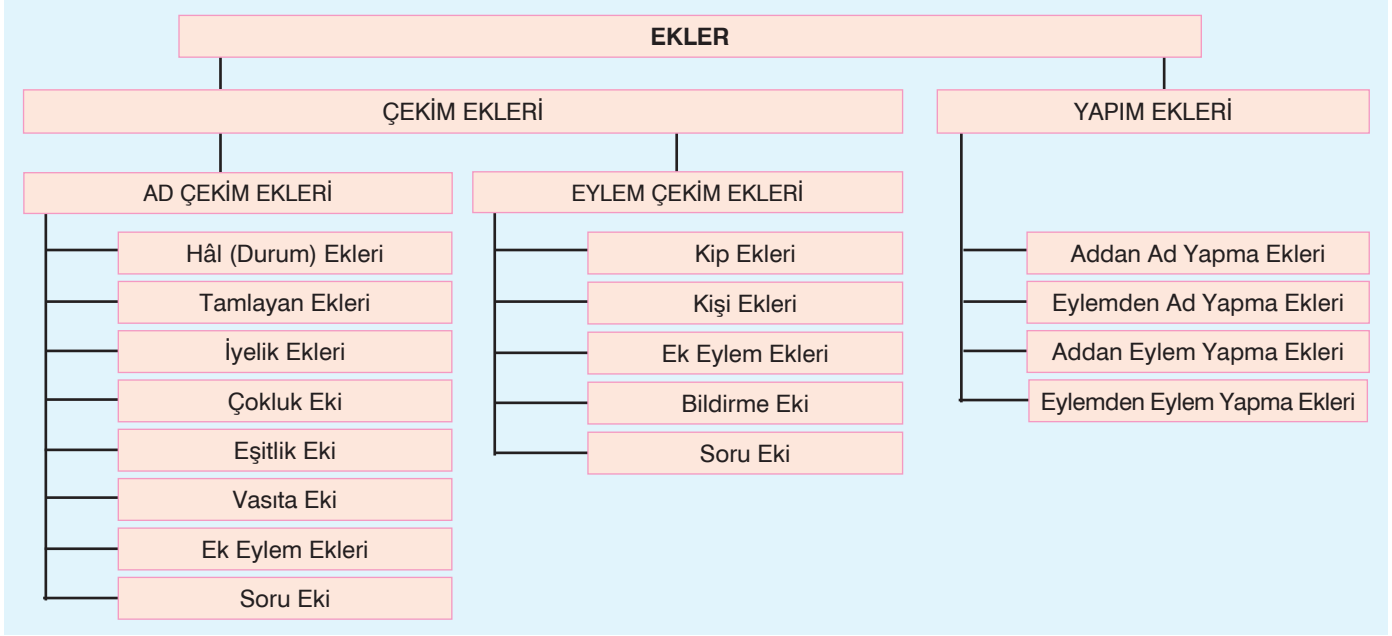 EKLER
ÇEKİM EKLERİ
YAPIM EKLERİ
AD ÇEKİM EKLERİ
EYLEM ÇEKİM EKLERİ
Hâl (Durum) Ekleri
Tamlayan Ekleri
İyelik Ekleri
Çokluk Eki
Eşitlik Eki
Vasıta Eki
Ek Eylem Ekleri
Soru Eki
Kip Ekleri
Kişi Ekleri
Ek Eylem Ekleri
Bildirme Eki
Soru Eki
Addan Ad Yapma Ekleri
Eylemden Ad Yapma Ekleri
Addan Eylem Yapma Ekleri
Eylemden Eylem Yapma Ekleri